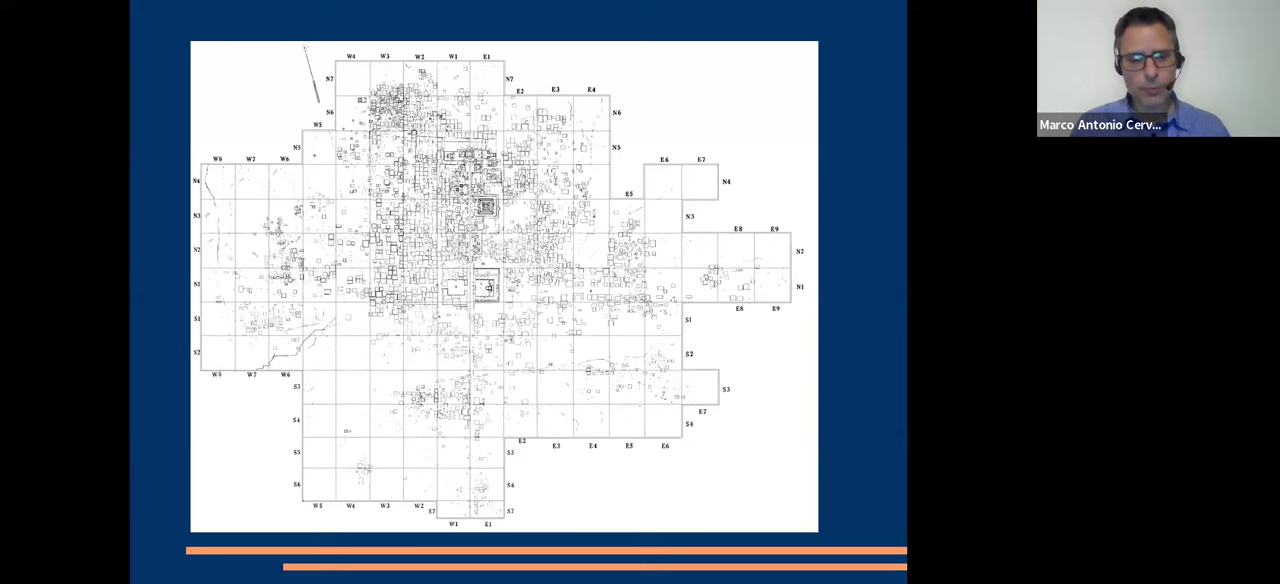 W4 W3 W2 W1 E1
N7 N7
E2 E3 E4
N6 N6
W5
N5 N5
W8 W7 W6 E6 E7
N4 N4
E5
N3 N3
E8 E9
N2 N2
N1 N1
E8 E9
S1 S1
S2 S2
W8 W7 W6
S3 S3
E7
S4 S4
E2 E3 E4 E5 E6
S5 S5
S6 S6
W5 W4 W3 W2 S7 S7
W1 E1
Marco Antonio Cerv...